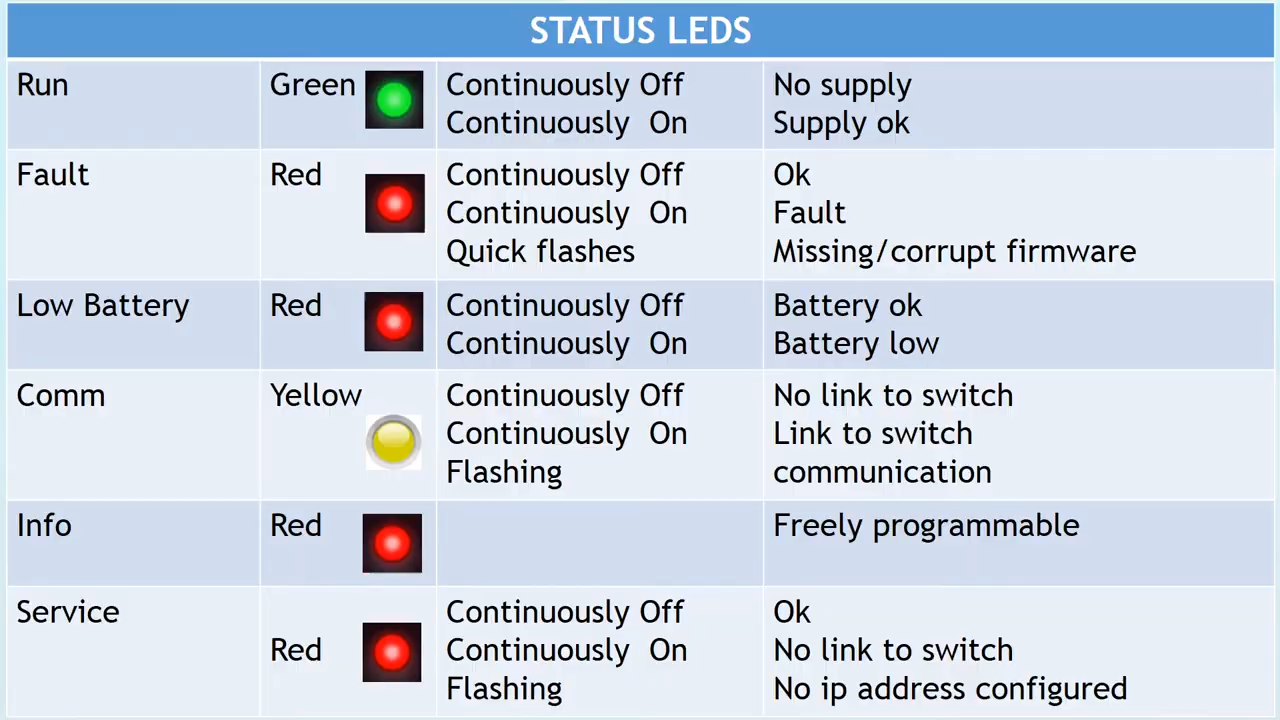 STATUS LEDS
Run Green Continuously Off No supply
Continuously On Supply ok
Fault Red Continuously Off Ok
Continuously On Fault
Quick flashes Missing/corrupt firmware
Low Battery Red Continuously Off Battery ok
Continuously On Battery low
Comm Yellow Continuously Off No link to switch
Continuously On Link to switch
Flashing communication
Info Red Freely programmable
Service Continuously Off Ok
Red Continuously On No link to switch
Flashing No ip address configured